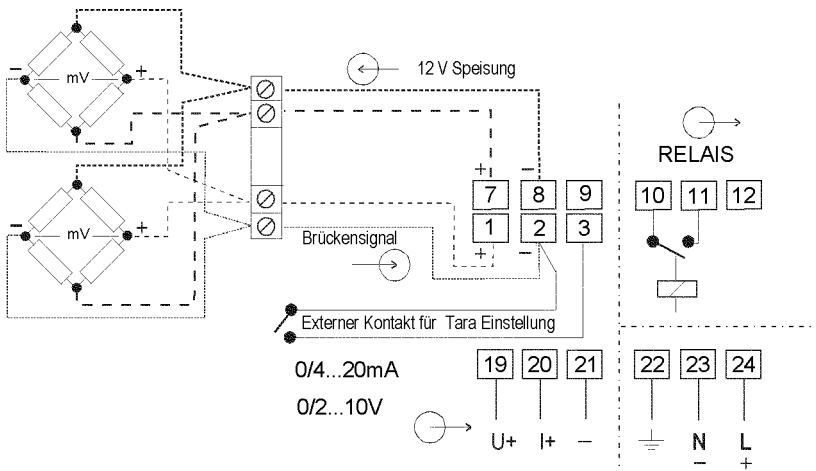 12 V Speisung
− mV +
RELAIS
+ −
7 8 9
10 11 12
1 2 3
+ −
− mV +
Brückensignal
Externer Kontakt für Tara Einstellung
0/4...20mA
0/2...10V
19 20 21
22 23 24
U+ I+ −
N L
− +